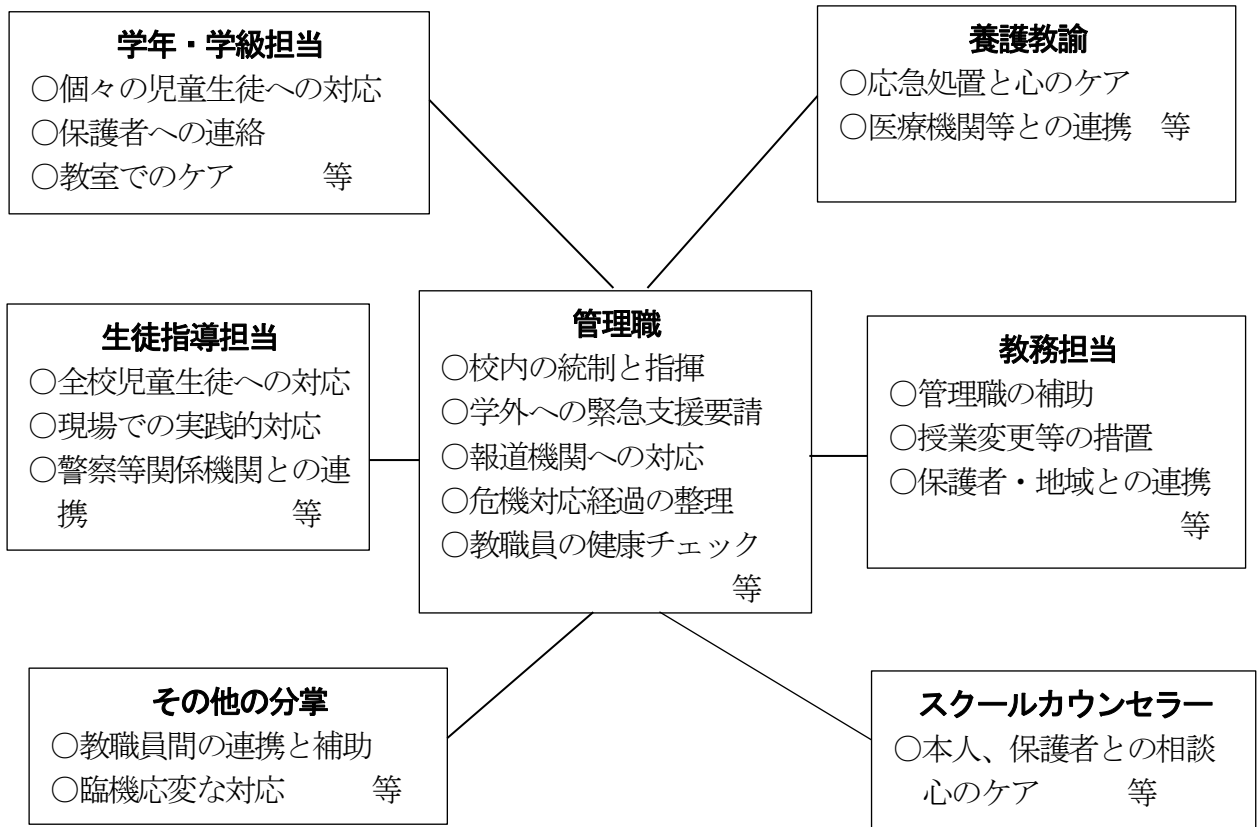 学年・学級担当
○個々の児童生徒への対応
○保護者への連絡
○教室でのケア 等
養護教諭
○応急処置と心のケア
○医療機関等との連携 等
生徒指導担当
○全校児童生徒への対応
○現場での実践的対応
○警察等関係機関との連
携 等
管理職
○校内の統制と指揮
○学外への緊急支援要請
○報道機関への対応
○危機対応経過の整理
○教職員の健康チェック
等
教務担当
○管理職の補助
○授業変更等の措置
○保護者・地域との連携
等
その他の分掌
○教職員間の連携と補助
○臨機応変な対応 等
スクールカウンセラー
○本人、保護者との相談
心のケア 等